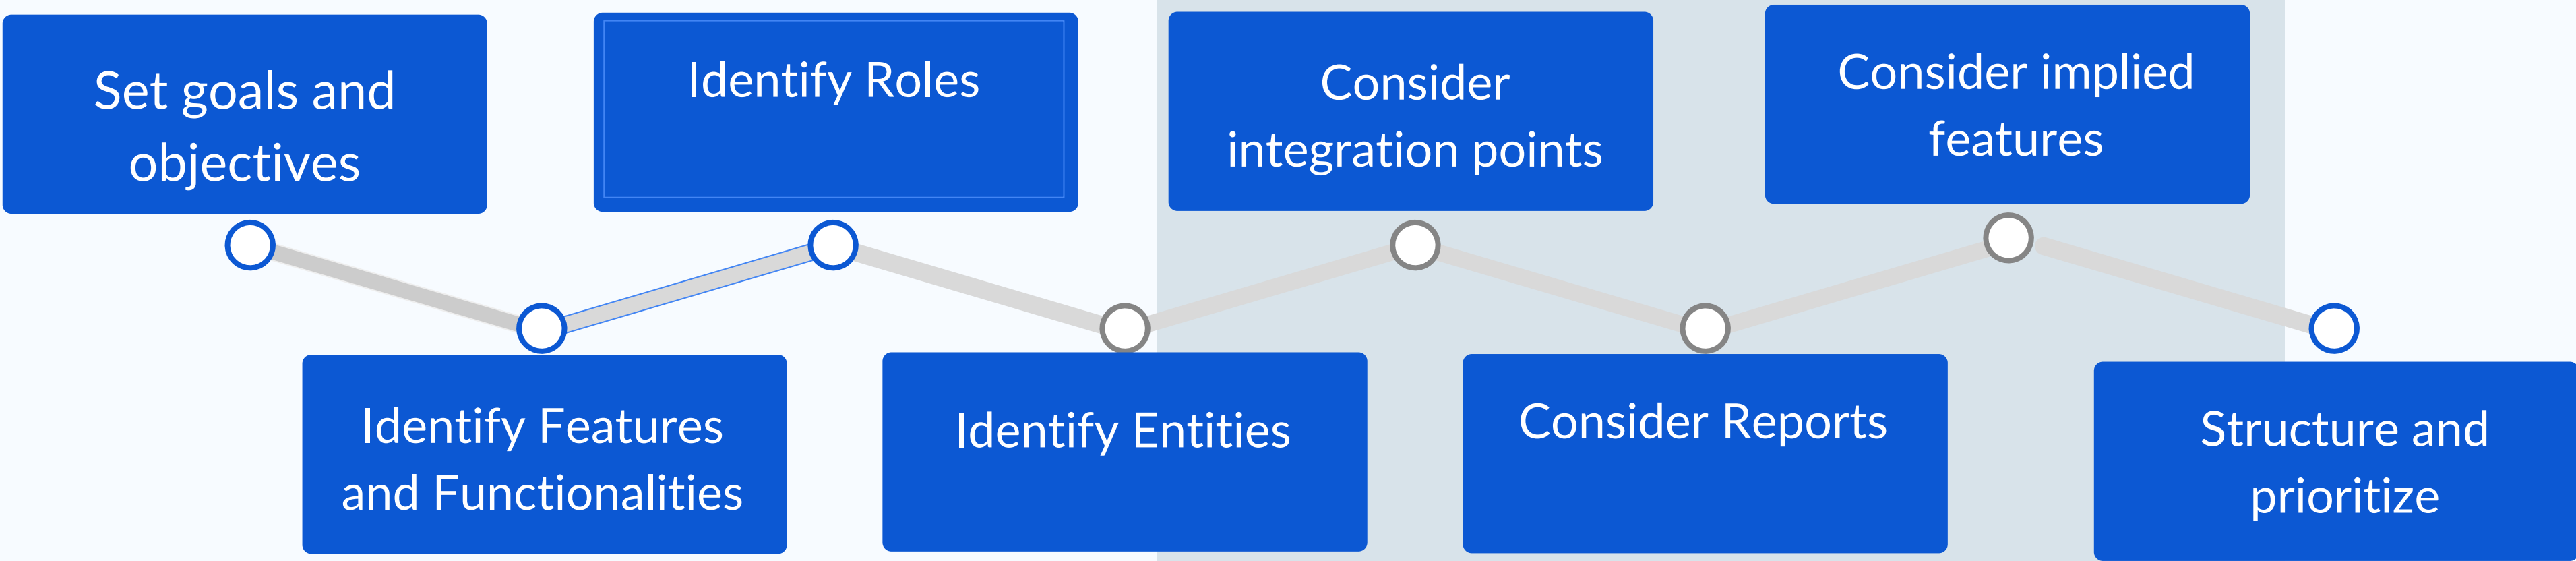 Set goals and
objectives
Identify Features
and Functionalities
Identify Roles
Identify Entities
Consider
integration points
Consider Reports
Consider implied
features
Structure and
prioritize